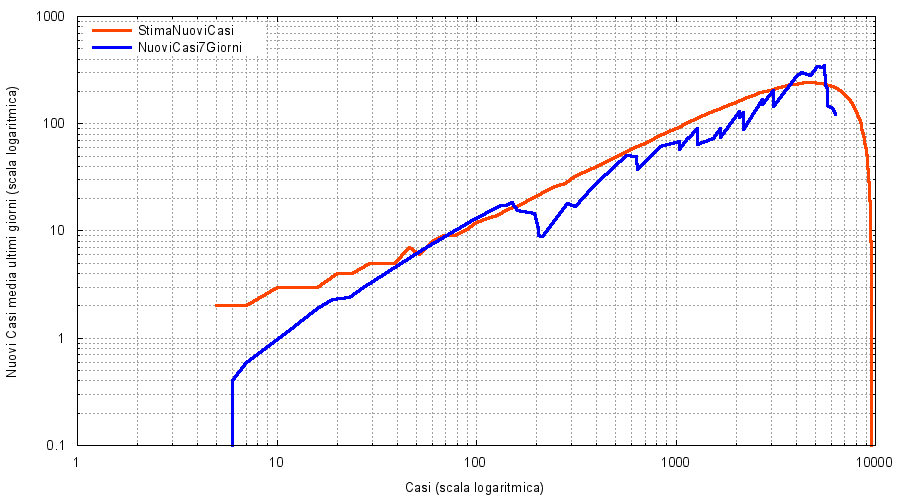 1000
100
10
1
0.1
StimaNuoviCasi
NuoviCasi7Giorni
Nuovi Casi media ultimi giorni (scala logaritmica)
1
10
100
1000
10000
Casi (scala logaritmica)